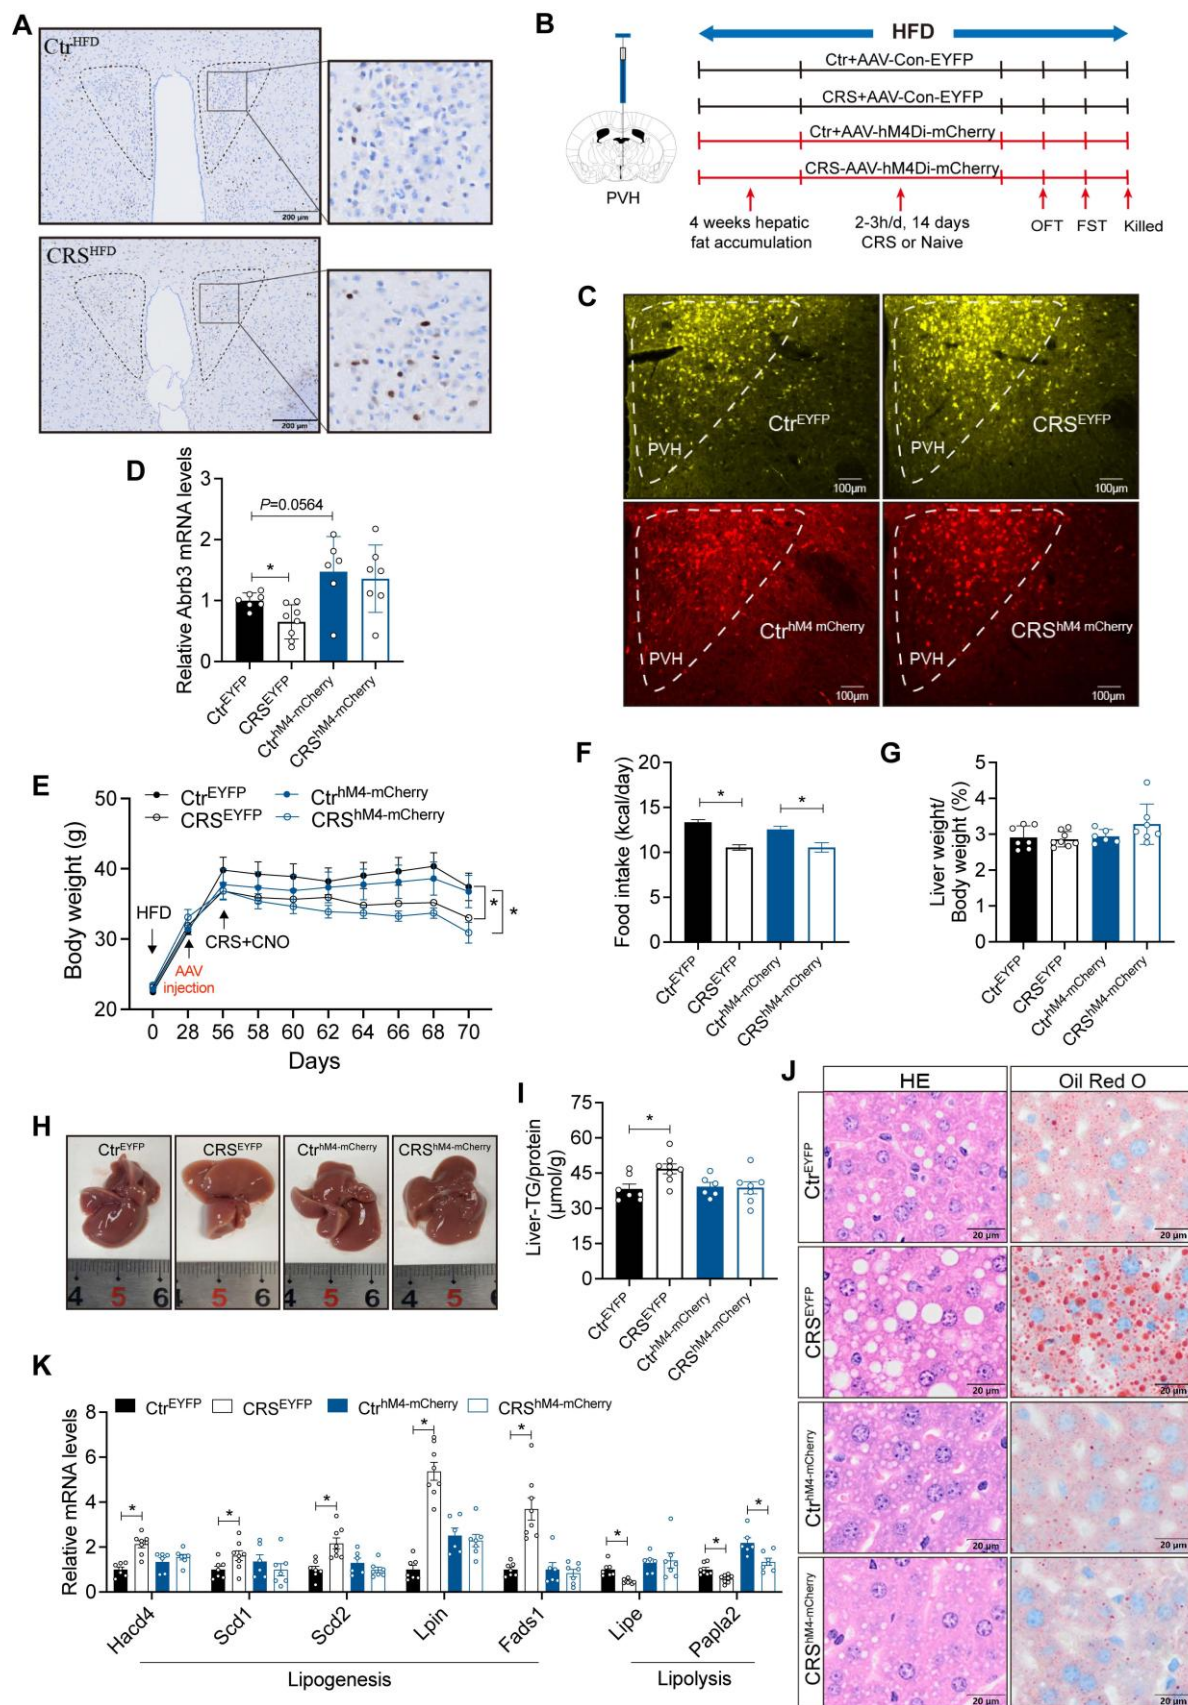 A
Ctr^HFD
200 µm
CRS^HFD
200 µm
B
HFD
Ctr+AAV-Con-EYFP
CRS+AAV-Con-EYFP
Ctr+AAV-hM4Di-mCherry
CRS-AAV-hM4Di-mCherry
PVH
4 weeks hepatic
fat accumulation
2-3h/d, 14 days
CRS or Naive
OFT
FST
Killed
C
PVH
Ctr^EYFP
100µm
CRS^EYFP
100µm
PVH
Ctr^hM4 mCherry
100µm
CRS^hM4 mCherry
100µm
D
Relative Abrb3 mRNA levels
3
2
1
0
P=0.0564
*
Ctr^EYFP
CRS^EYFP
Ctr^hM4-mCherry
CRS^hM4-mCherry
E
Ctr^EYFP
CRS^EYFP
Ctr^hM4-mCherry
CRS^hM4-mCherry
Body weight (g)
50
40
30
20
HFD
AAV
injection
CRS+CNO
* *
0 28 56 58 60 62 64 66 68 70
Days
F
Food intake (kcal/day)
20
15
10
5
0
* *
Ctr^EYFP
CRS^EYFP
Ctr^hM4-mCherry
CRS^hM4-mCherry
G
Liver weight/
Body weight (%)
5
4
3
2
1
0
Ctr^EYFP
CRS^EYFP
Ctr^hM4-mCherry
CRS^hM4-mCherry
H
Ctr^EYFP
CRS^EYFP
Ctr^hM4-mCherry
CRS^hM4-mCherry
4 5 6
4 5 6
4 5 6
4 5 6
I
Liver-TG/protein
(µmol/g)
75
60
45
30
15
0
*
Ctr^EYFP
CRS^EYFP
Ctr^hM4-mCherry
CRS^hM4-mCherry
J
HE
Oil Red O
Ctr^EYFP
20 µm
20 µm
CRS^EYFP
20 µm
20 µm
Ctr^hM4-mCherry
20 µm
20 µm
CRS^hM4-mCherry
20 µm
20 µm
K
Ctr^EYFP
CRS^EYFP
Ctr^hM4-mCherry
CRS^hM4-mCherry
Relative mRNA levels
8
6
4
2
0
* * * * * * * *
Hacd4
Scd1
Scd2
Lpin
Fads1
Lipe
Papla2
Lipogenesis
Lipolysis